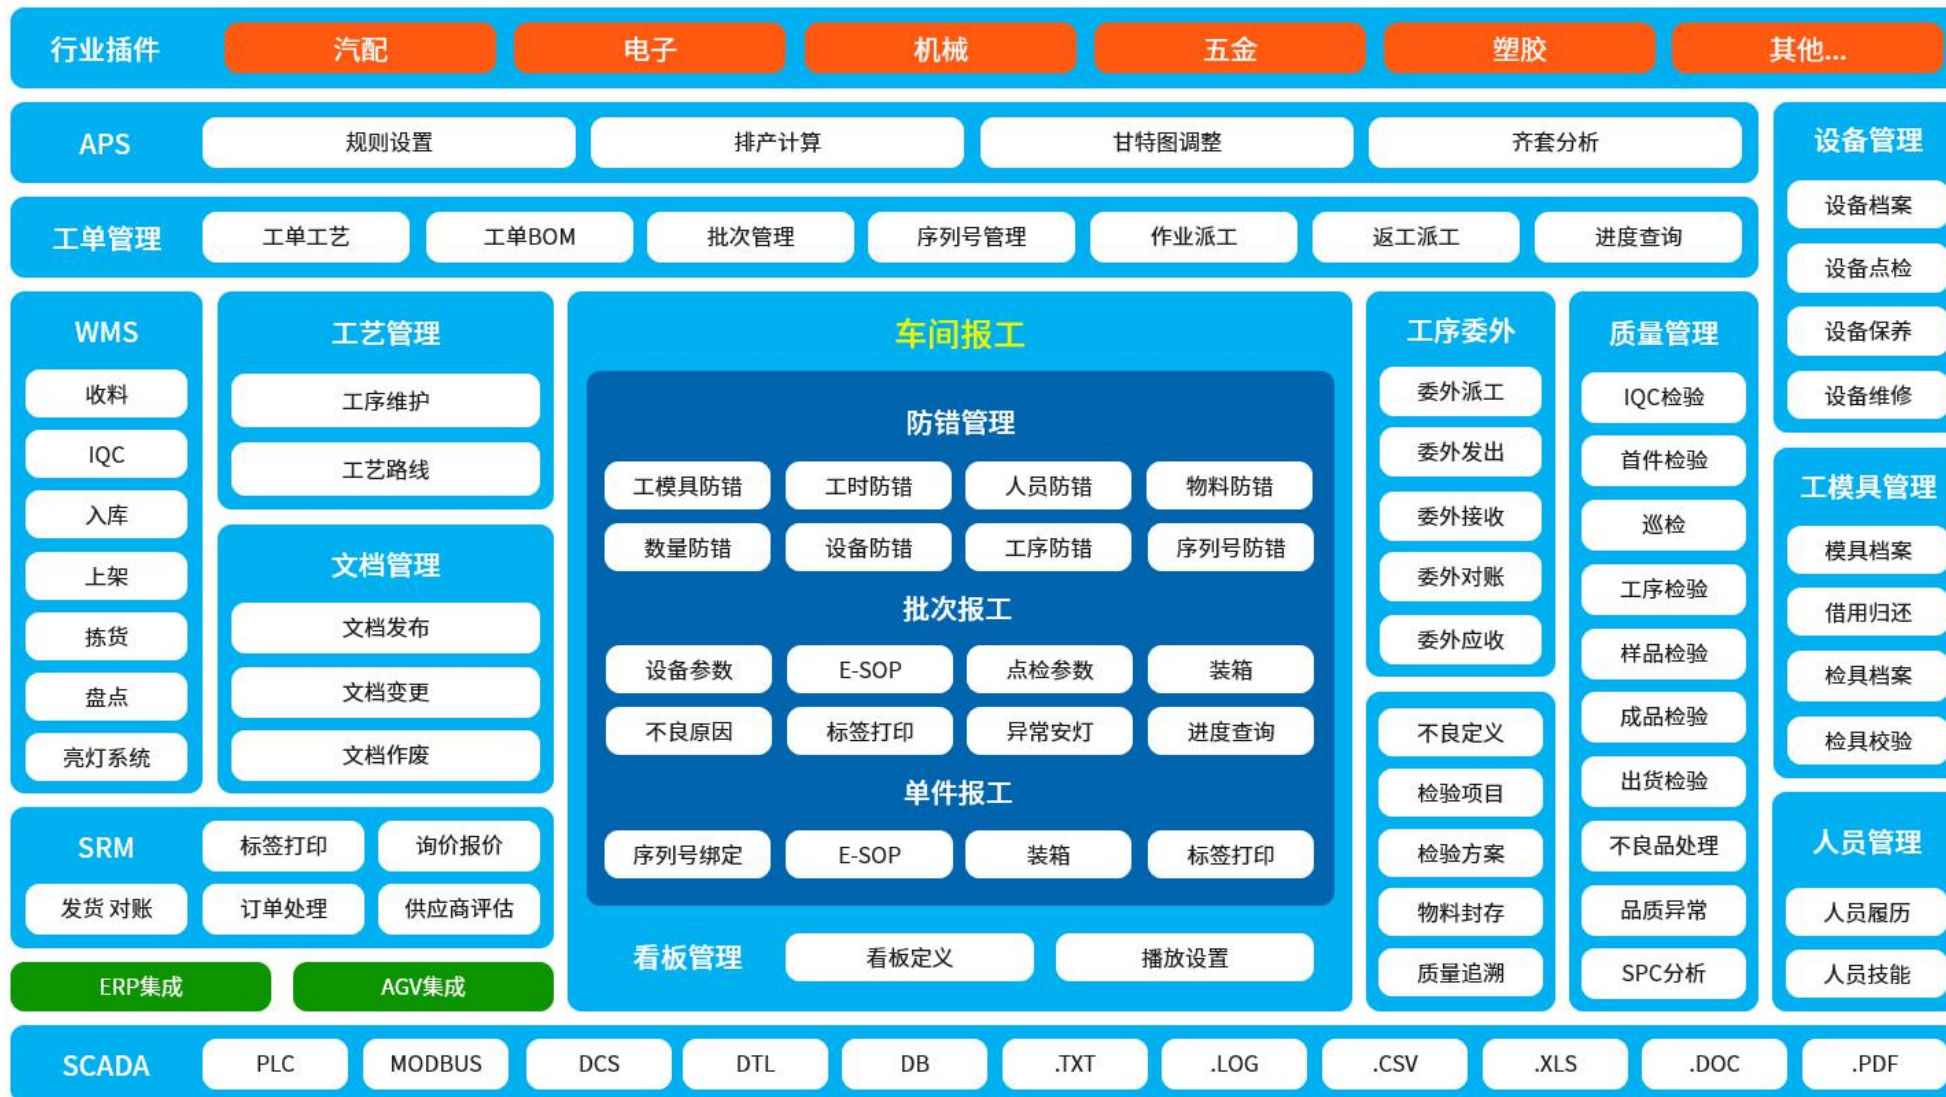 行业插件 汽配 电子 机械 五金 塑胶 其他...
APS 规则设置 排产计算 甘特图调整 齐套分析
工单管理 工单工艺 工单BOM 批次管理 序列号管理 作业派工 返工派工 进度查询
WMS
收料
IQC
入库
上架
拣货
盘点
亮灯系统
工艺管理
工序维护
工艺路线
文档管理
文档发布
文档变更
文档作废
SRM 标签打印 询价报价
发货 对账 订单处理 供应商评估
ERP集成 AGV集成
车间报工
防错管理
工模具防错 工时防错 人员防错 物料防错
数量防错 设备防错 工序防错 序列号防错
批次报工
设备参数 E-SOP 点检参数 装箱
不良原因 标签打印 异常安灯 进度查询
单件报工
序列号绑定 E-SOP 装箱 标签打印
看板管理 看板定义 播放设置
工序委外
委外派工
委外发出
委外接收
委外对账
委外应收
不良定义
检验项目
检验方案
物料封存
质量追溯
质量管理
IQC检验
首件检验
巡检
工序检验
样品检验
成品检验
出货检验
不良品处理
品质异常
SPC分析
设备管理
设备档案
设备点检
设备保养
设备维修
工模具管理
模具档案
借用归还
检具档案
检具校验
人员管理
人员履历
人员技能
SCADA PLC MODBUS DCS DTL DB .TXT .LOG .CSV .XLS .DOC .PDF